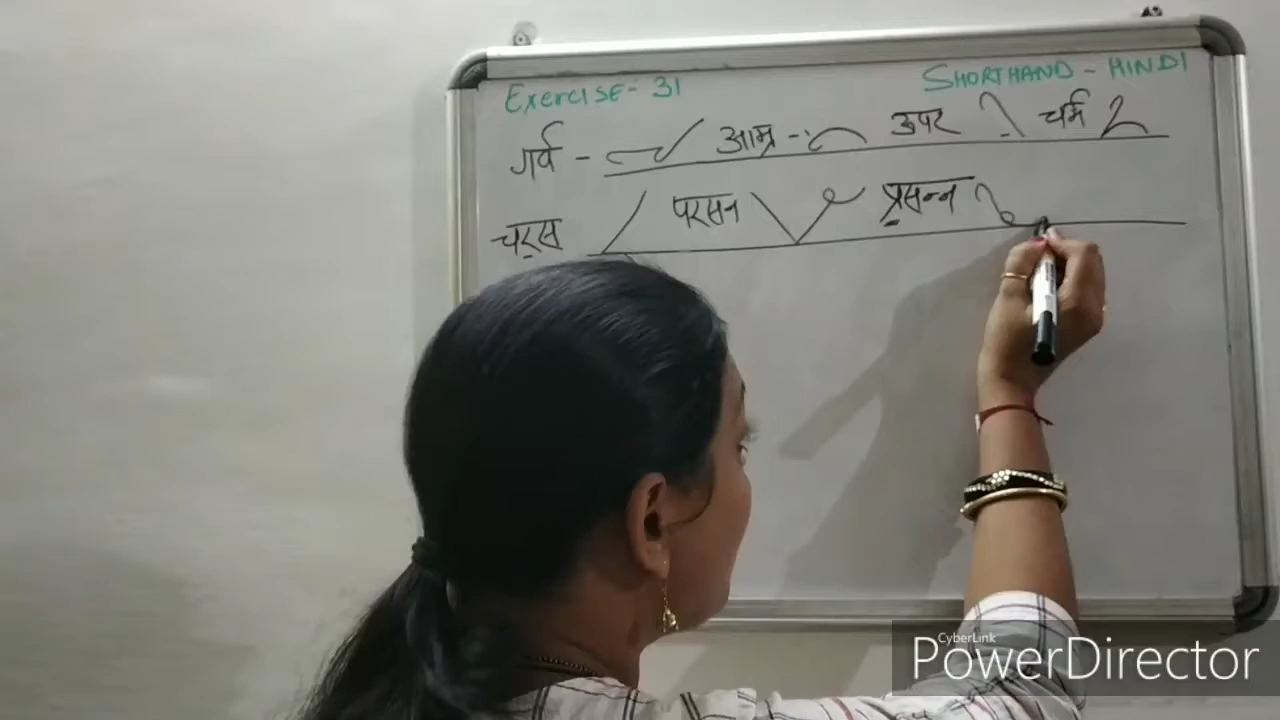 Exercise - 31 SHORTHAND - HINDI
गर्व - आम्र - ऊपर चर्म
चरस परसन प्रसन्न
CyberLink
PowerDirector